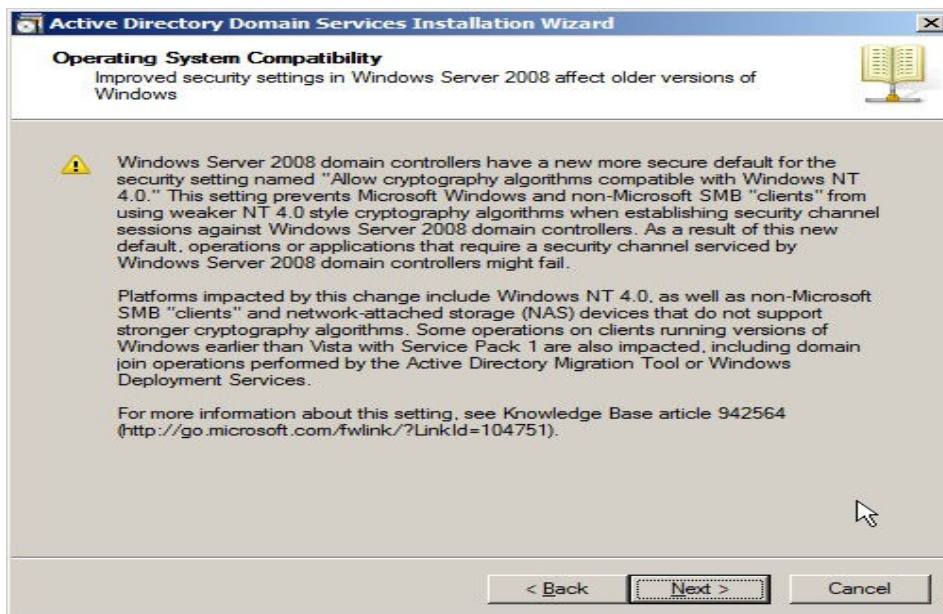 Active Directory Domain Services Installation Wizard
Operating System Compatibility
Improved security settings in Windows Server 2008 affect older versions of
Windows
Windows Server 2008 domain controllers have a new more secure default for the
security setting named "Allow cryptography algorithms compatible with Windows NT
4.0." This setting prevents Microsoft Windows and non-Microsoft SMB "clients" from
using weaker NT 4.0 style cryptography algorithms when establishing security channel
sessions against Windows Server 2008 domain controllers. As a result of this new
default, operations or applications that require a security channel serviced by
Windows Server 2008 domain controllers might fail.
Platforms impacted by this change include Windows NT 4.0, as well as non-Microsoft
SMB "clients" and network-attached storage (NAS) devices that do not support
stronger cryptography algorithms. Some operations on clients running versions of
Windows earlier than Vista with Service Pack 1 are also impacted, including domain
join operations performed by the Active Directory Migration Tool or Windows
Deployment Services.
For more information about this setting, see Knowledge Base article 942564
(http://go.microsoft.com/fwlink/?LinkId=104751).
< Back Next > Cancel